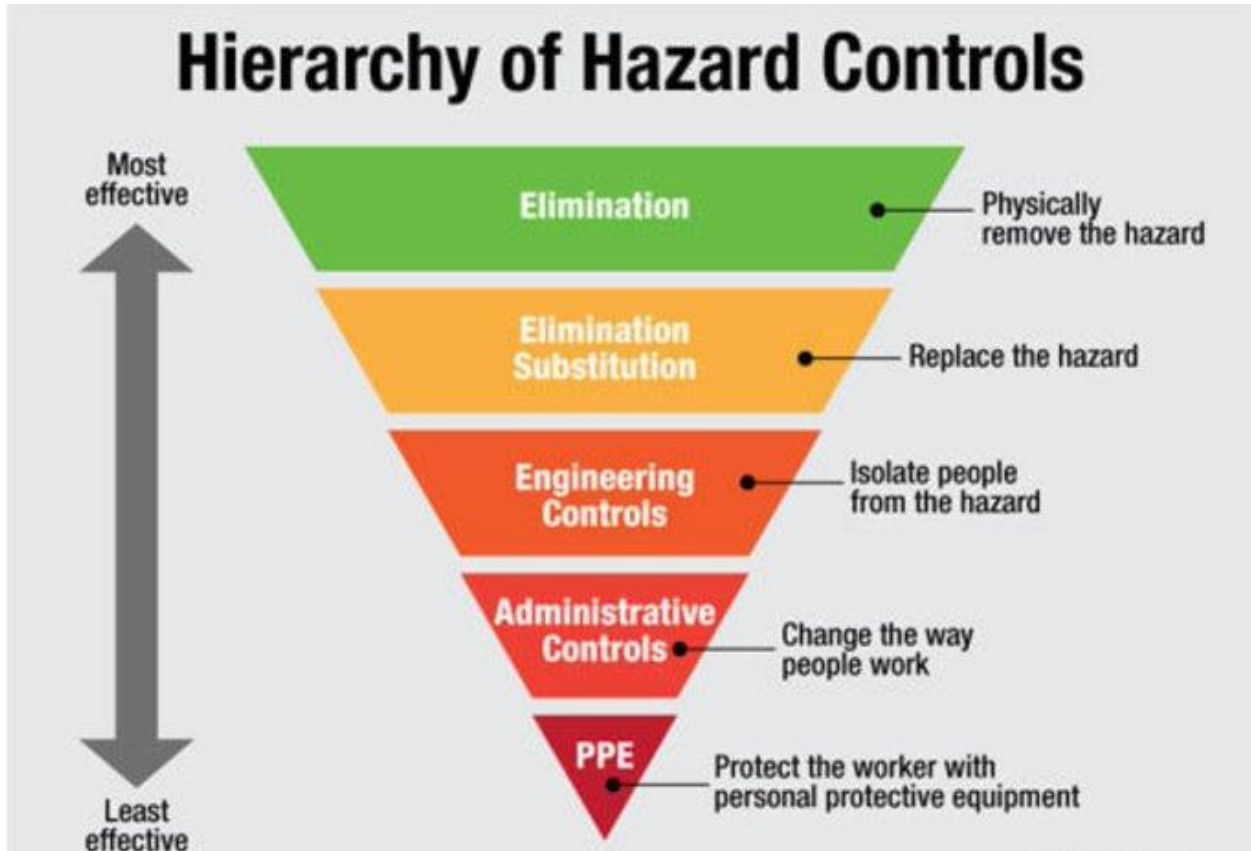 Hierarchy of Hazard Controls
Most
effective
Elimination
Physically
remove the hazard
Elimination
Substitution
Replace the hazard
Engineering
Controls
Isolate people
from the hazard
Administrative
Controls
Change the way
people work
PPE
Protect the worker with
personal protective equipment
Least
effective